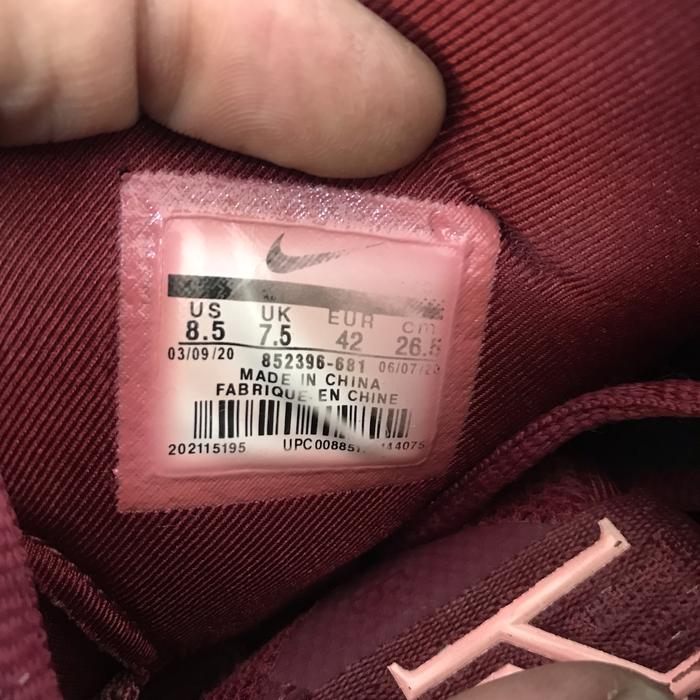 US UK EUR cm
8.5 7.5 42 26.5
03/09/20 852396-681 06/07/20
MADE IN CHINA
FABRIQUE EN CHINE
202115195